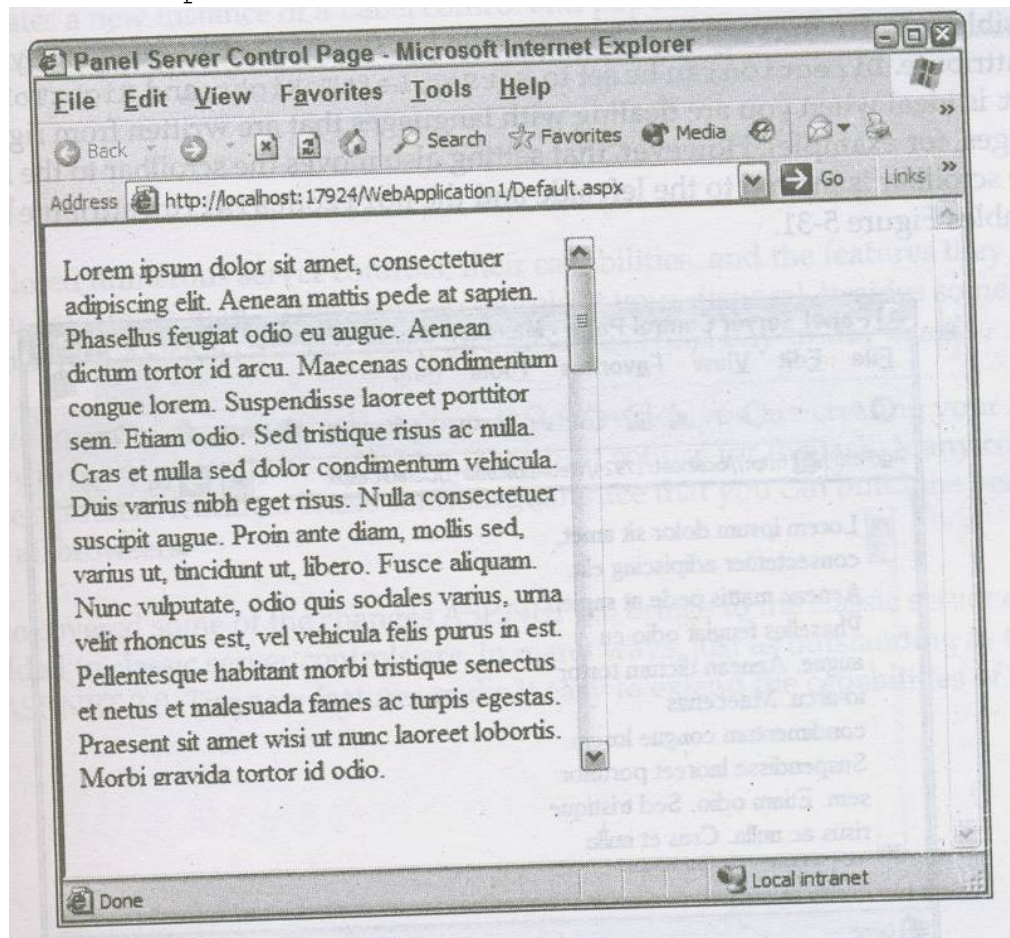 Panel Server Control Page - Microsoft Internet Explorer
File Edit View Favorites Tools Help
Back Search Favorites Media
Address http://localhost:17924/WebApplication1/Default.aspx Go Links
Lorem ipsum dolor sit amet, consectetuer
adipiscing elit. Aenean mattis pede at sapien.
Phasellus feugiat odio eu augue. Aenean
dictum tortor id arcu. Maecenas condimentum
congue lorem. Suspendisse laoreet porttitor
sem. Etiam odio. Sed tristique risus ac nulla.
Cras et nulla sed dolor condimentum vehicula.
Duis varius nibh eget risus. Nulla consectetuer
suscipit augue. Proin ante diam, mollis sed,
varius ut, tincidunt ut, libero. Fusce aliquam.
Nunc vulputate, odio quis sodales varius, urna
velit rhoncus est, vel vehicula felis purus in est.
Pellentesque habitant morbi tristique senectus
et netus et malesuada fames ac turpis egestas.
Praesent sit amet wisi ut nunc laoreet lobortis.
Morbi gravida tortor id odio.
Done Local intranet